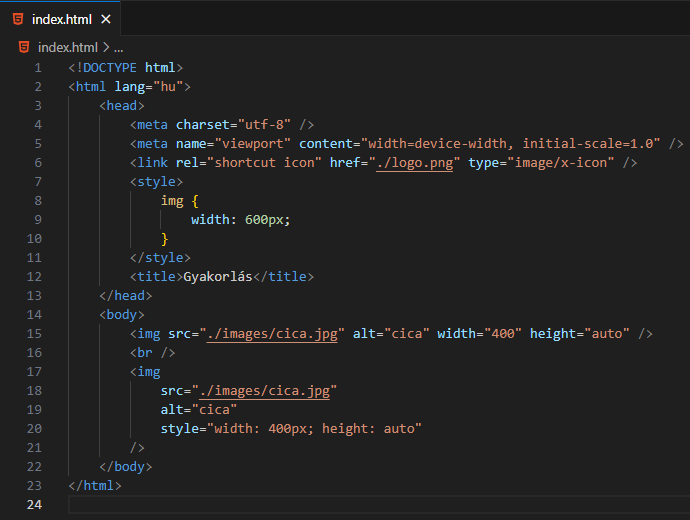 index.html ×
index.html > ...
1 <!DOCTYPE html>
2 <html lang="hu">
3     <head>
4         <meta charset="utf-8" />
5         <meta name="viewport" content="width=device-width, initial-scale=1.0" />
6         <link rel="shortcut icon" href="./logo.png" type="image/x-icon" />
7         <style>
8             img {
9                 width: 600px;
10             }
11         </style>
12         <title>Gyakorlás</title>
13     </head>
14     <body>
15         <img src="./images/cica.jpg" alt="cica" width="400" height="auto" />
16         <br />
17         <img
18             src="./images/cica.jpg"
19             alt="cica"
20             style="width: 400px; height: auto"
21         />
22     </body>
23 </html>
24